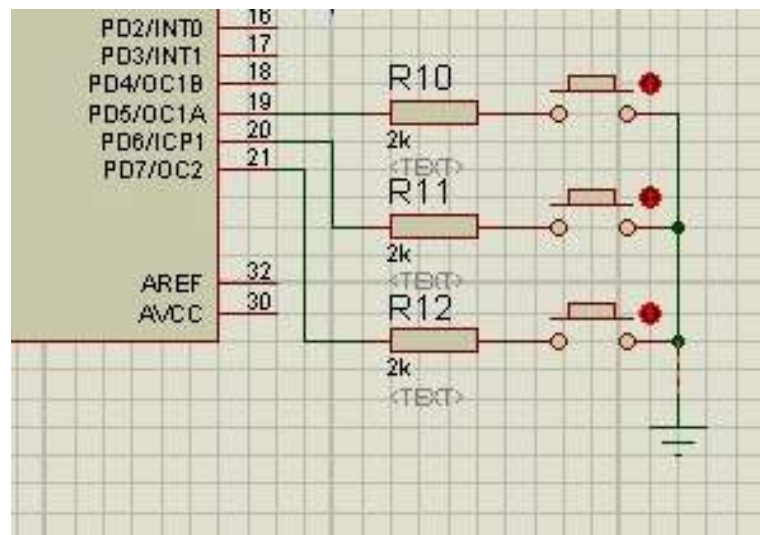 16
PD2/INT0
17
PD3/INT1
18
PD4/OC1B
19
PD5/OC1A
20
PD6/ICP1
21
PD7/OC2
32
AREF
30
AVCC
R10
2k
<TEXT>
R11
2k
<TEXT>
R12
2k
<TEXT>